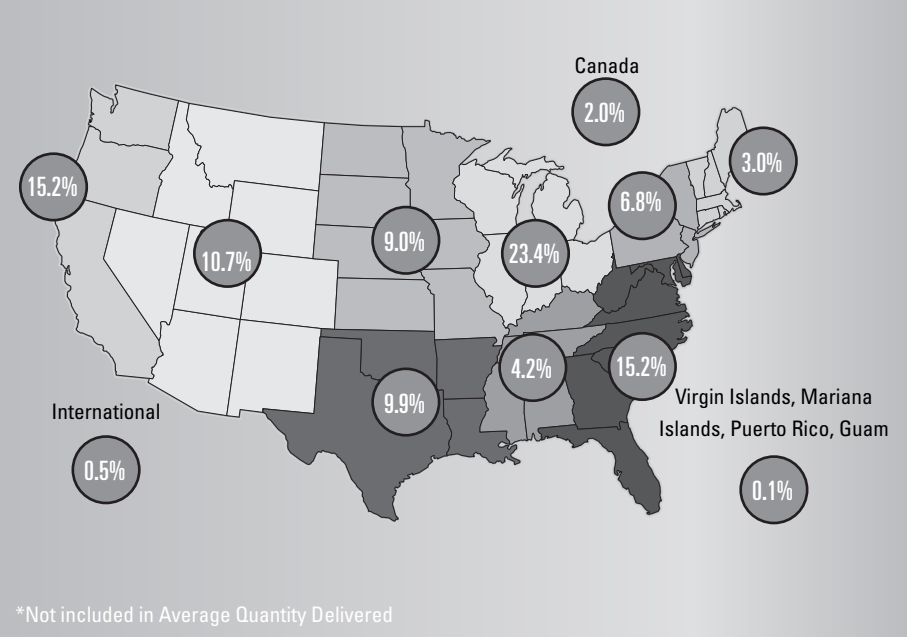 Canada
2.0%
3.0%
15.2%
6.8%
10.7%
9.0%
23.4%
4.2%
15.2%
9.9%
Virgin Islands, Mariana
Islands, Puerto Rico, Guam
0.1%
International
0.5%
*Not included in Average Quantity Delivered